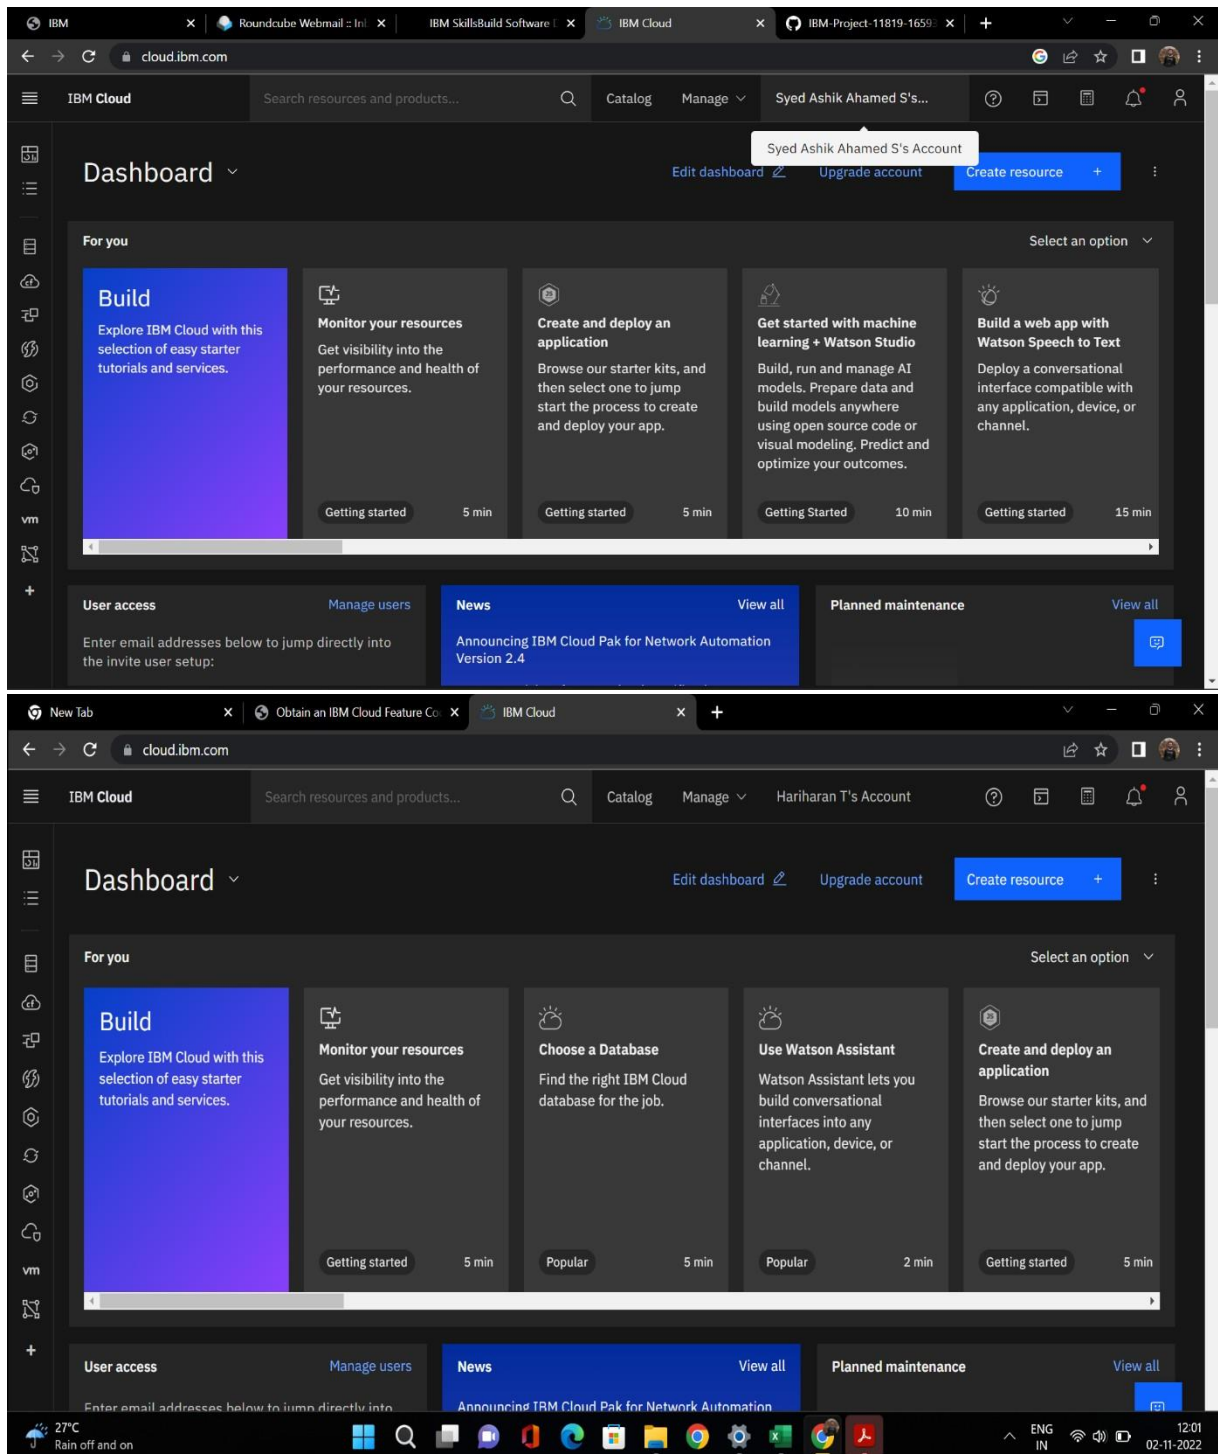 IBM
Roundcube Webmail :: In
IBM SkillsBuild Software D
IBM Cloud
IBM-Project-11819-1659
cloud.ibm.com
IBM Cloud
Search resources and products...
Catalog
Manage
Syed Ashik Ahamed S's...
Syed Ashik Ahamed S's Account
Dashboard
Edit dashboard
Upgrade account
Create resource +
For you
Select an option
Build
Explore IBM Cloud with this
selection of easy starter
tutorials and services.
Monitor your resources
Get visibility into the
performance and health of
your resources.
Getting started
5 min
Create and deploy an
application
Browse our starter kits, and
then select one to jump
start the process to create
and deploy your app.
Getting started
5 min
Get started with machine
learning + Watson Studio
Build, run and manage AI
models. Prepare data and
build models anywhere
using open source code or
visual modeling. Predict and
optimize your outcomes.
Getting Started
10 min
Build a web app with
Watson Speech to Text
Deploy a conversational
interface compatible with
any application, device, or
channel.
Getting started
15 min
vm
User access
Manage users
Enter email addresses below to jump directly into
the invite user setup:
News
View all
Announcing IBM Cloud Pak for Network Automation
Version 2.4
Planned maintenance
View all
New Tab
Obtain an IBM Cloud Feature Co
IBM Cloud
cloud.ibm.com
IBM Cloud
Search resources and products...
Catalog
Manage
Hariharan T's Account
Dashboard
Edit dashboard
Upgrade account
Create resource +
For you
Select an option
Build
Explore IBM Cloud with this
selection of easy starter
tutorials and services.
Monitor your resources
Get visibility into the
performance and health of
your resources.
Getting started
5 min
Choose a Database
Find the right IBM Cloud
database for the job.
Popular
5 min
Use Watson Assistant
Watson Assistant lets you
build conversational
interfaces into any
application, device, or
channel.
Popular
2 min
Create and deploy an
application
Browse our starter kits, and
then select one to jump
start the process to create
and deploy your app.
Getting started
5 min
vm
User access
Manage users
Enter email addresses below to jump directly into
News
View all
Announcing IBM Cloud Pak for Network Automation
Planned maintenance
View all
27°C
Rain off and on
ENG
IN
12:01
02-11-2022